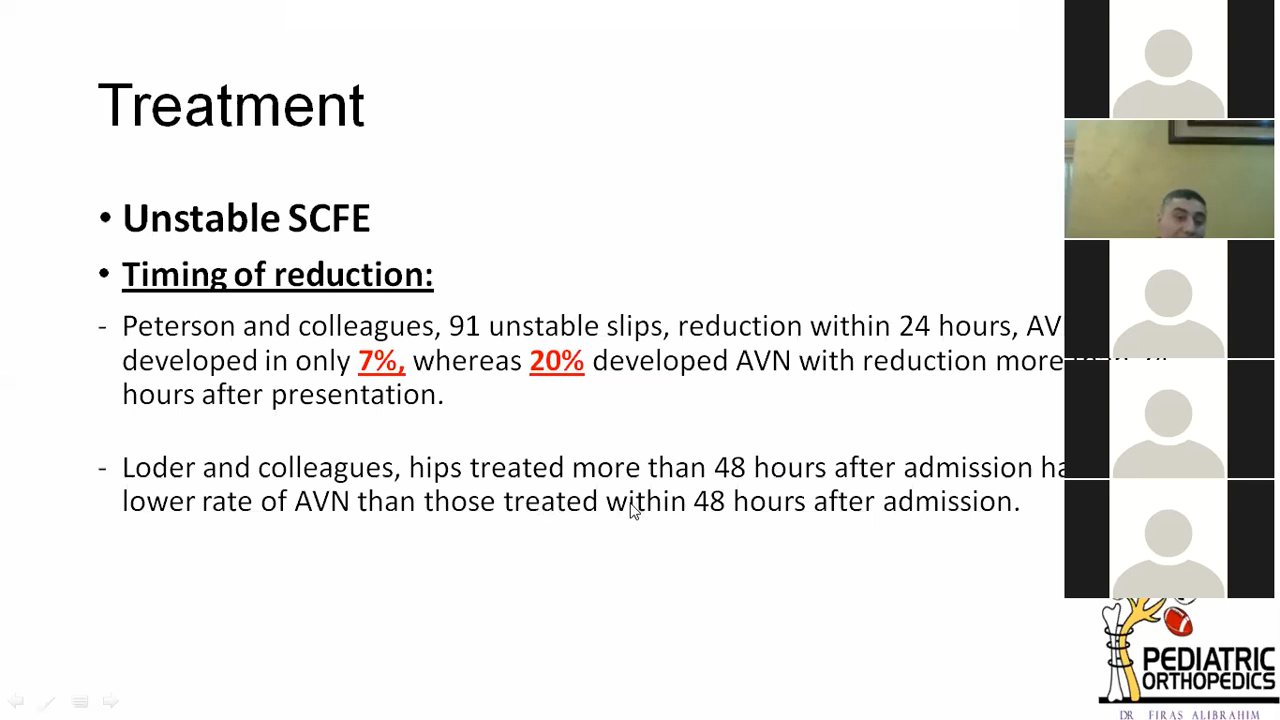 Treatment
• Unstable SCFE
• Timing of reduction:
- Peterson and colleagues, 91 unstable slips, reduction within 24 hours, AV
developed in only 7%, whereas 20% developed AVN with reduction more
hours after presentation.
- Loder and colleagues, hips treated more than 48 hours after admission
lower rate of AVN than those treated within 48 hours after admission.
PEDIATRIC
ORTHOPEDICS
DR FIRAS ALIBRAHIM